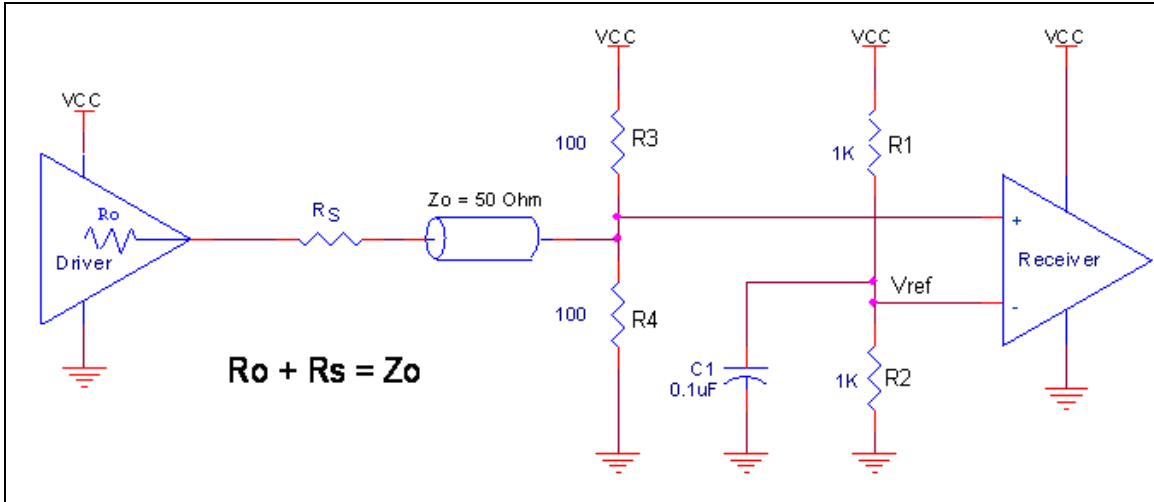 VCC
VCC
VCC
VCC
Ro
Driver
RS
Zo = 50 Ohm
100
R3
1K
R1
+
Receiver
-
Vref
100
R4
C1
0.1uF
1K
R2
Ro + Rs = Zo